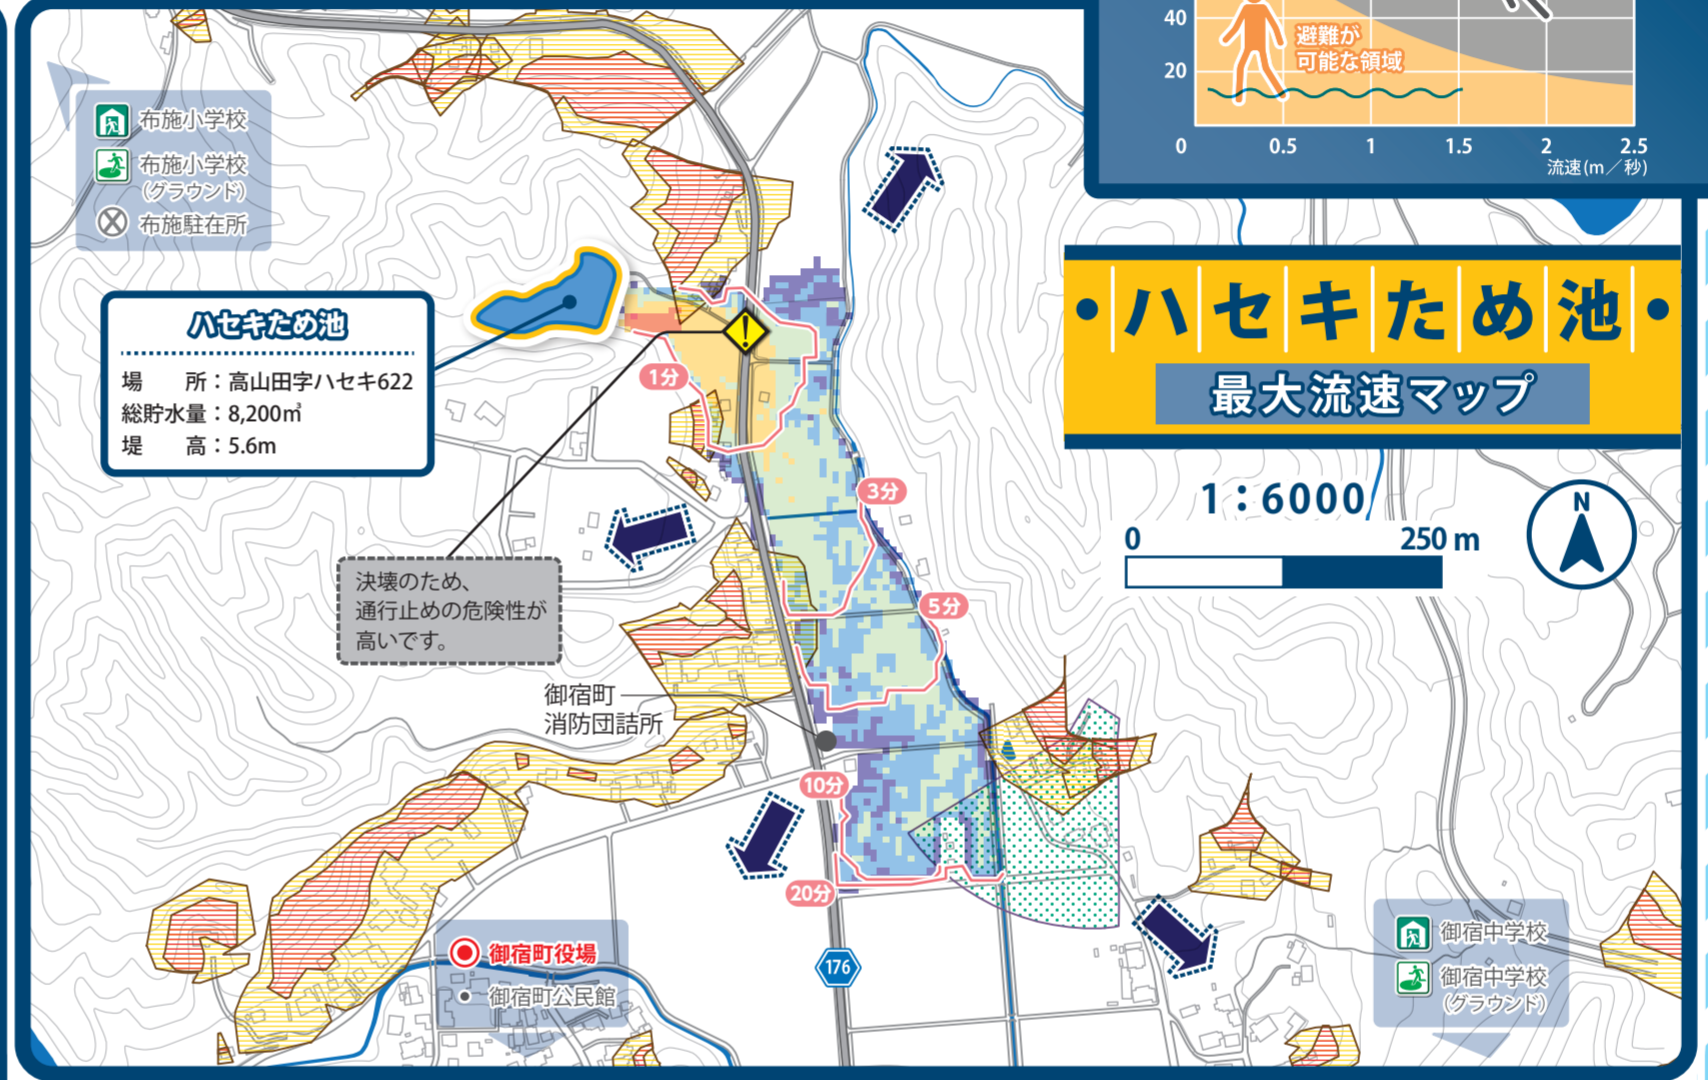 40
避難が
可能な領域
20
0
0.5
1
1.5
2
2.5
流速(m／秒)
布施小学校
布施小学校
(グラウンド)
布施駐在所
ハセキため池
場　　所：高山田字ハセキ622
総貯水量：8,200㎥
堤　　高：5.6m
・ハセキため池・
最大流速マップ
1：6000
0
250 m
N
!
1分
3分
5分
10分
20分
決壊のため、
通行止めの危険性が
高いです。
御宿町
消防団詰所
176
御宿町役場
御宿町公民館
御宿中学校
御宿中学校
(グラウンド)